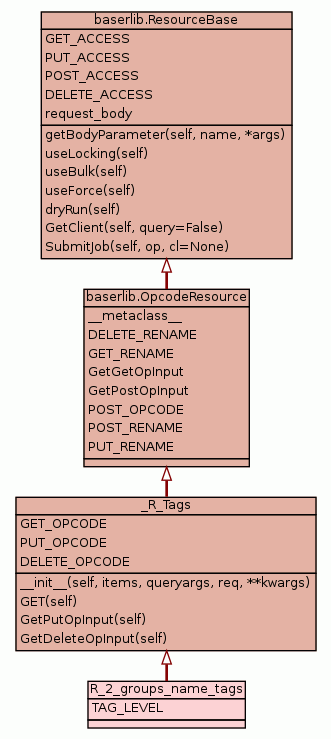 baserlib.ResourceBase
GET_ACCESS
PUT_ACCESS
POST_ACCESS
DELETE_ACCESS
request_body
getBodyParameter(self, name, *args)
useLocking(self)
useBulk(self)
useForce(self)
dryRun(self)
GetClient(self, query=False)
SubmitJob(self, op, cl=None)
baserlib.OpcodeResource
__metaclass__
DELETE_RENAME
GET_RENAME
GetGetOpInput
GetPostOpInput
POST_OPCODE
POST_RENAME
PUT_RENAME
_R_Tags
GET_OPCODE
PUT_OPCODE
DELETE_OPCODE
__init__(self, items, queryargs, req, **kwargs)
GET(self)
GetPutOpInput(self)
GetDeleteOpInput(self)
R_2_groups_name_tags
TAG_LEVEL